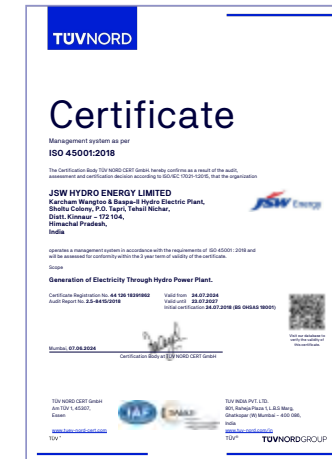 TÜVNORD
Certificate
Management system as per
ISO 45001:2018
The Certification Body TÜV NORD CERT GmbH hereby confirms as a result of the audit,
assessment and certification decision according to ISO/IEC 17021-1:2015, that the organization
JSW HYDRO ENERGY LIMITED
Karcham Wangtoo & Baspa-II Hydro Electric Plant,
Sholtu Colony, P.O. Tapri, Tehsil Nichar,
Distt. Kinnaur – 172 104,
Himachal Pradesh,
India
JSW Energy
operates a management system in accordance with the requirements of ISO 45001 : 2018 and
will be assessed for conformity within the 3 year term of validity of the certificate.
Scope
Generation of Electricity Through Hydro Power Plant.
Certificate Registration No. 44 126 18391862
Audit Report No. 2.5-8415/2018
Valid from 24.07.2024
Valid until 23.07.2027
Initial certification 24.07.2018 (BS OHSAS 18001)
Visit our database to
verify the validity of
this certificate.
Mumbai, 07.06.2024
Certification Body at TÜV NORD CERT GmbH
TÜV NORD CERT GmbH
Am TÜV 1, 45307,
Essen
www.tuev-nord-cert.com
TÜV®
IAF
TUV INDIA PVT. LTD.
801, Raheja Plaza 1, L.B.S Marg,
Ghatkopar (W) Mumbai – 400 086,
India
www.tuv-nord.com/in
TÜV®
TÜVNORDGROUP